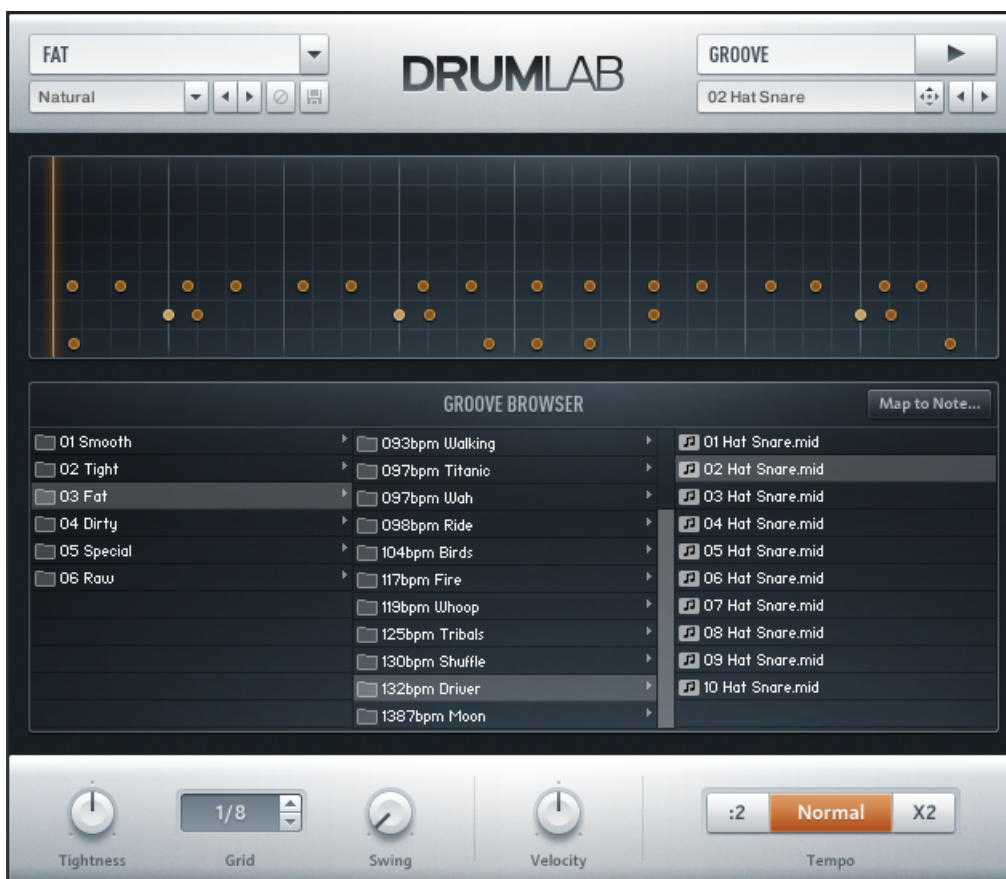 FAT
DRUMLAB
GROOVE
Natural
02 Hat Snare
GROOVE BROWSER
Map to Note...
01 Smooth
02 Tight
03 Fat
04 Dirty
05 Special
06 Raw
093bpm Walking
097bpm Titanic
097bpm Wah
098bpm Ride
104bpm Birds
117bpm Fire
119bpm Whoop
125bpm Tribals
130bpm Shuffle
132bpm Driver
1387bpm Moon
01 Hat Snare.mid
02 Hat Snare.mid
03 Hat Snare.mid
04 Hat Snare.mid
05 Hat Snare.mid
06 Hat Snare.mid
07 Hat Snare.mid
08 Hat Snare.mid
09 Hat Snare.mid
10 Hat Snare.mid
1/8
:2 Normal X2
Tightness Grid Swing Velocity Tempo